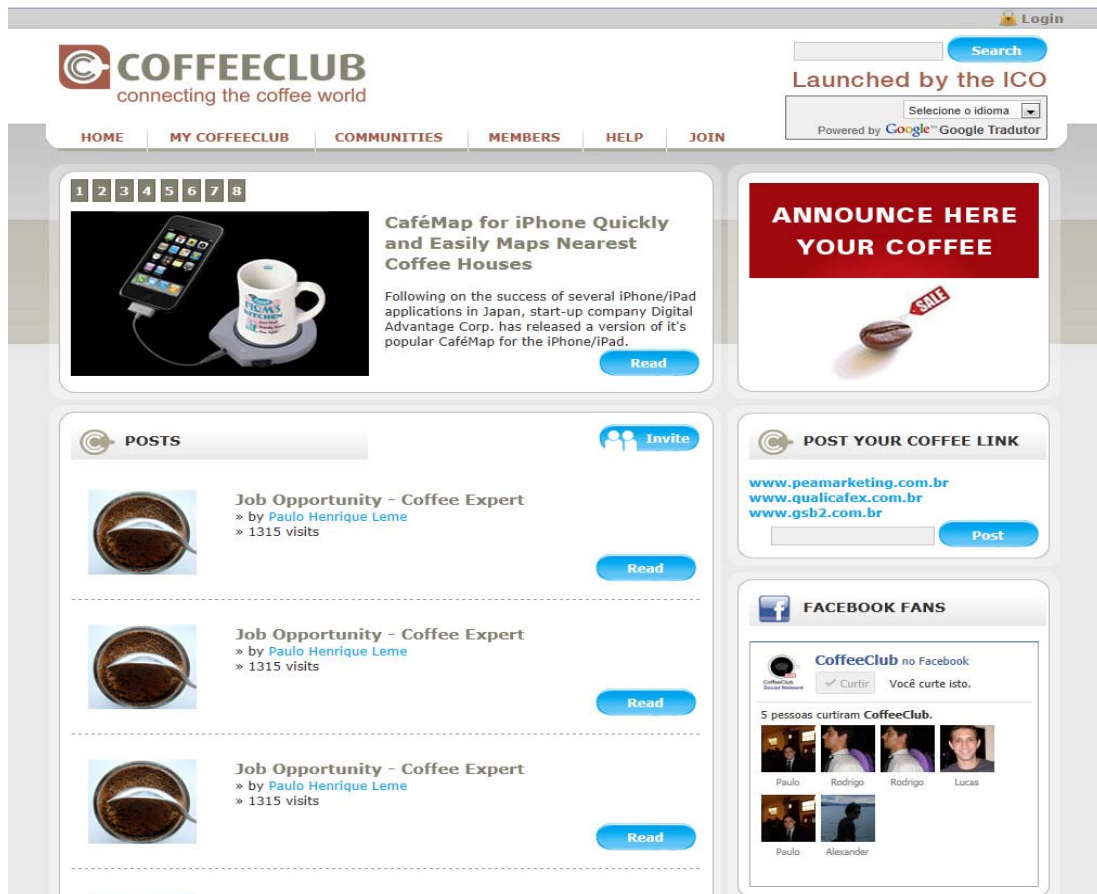 Login
COFFEECLUB
connecting the coffee world
Search
Launched by the ICO
Selecione o idioma
Powered by Google™ Google Tradutor
HOME MY COFFEECLUB COMMUNITIES MEMBERS HELP JOIN
1 2 3 4 5 6 7 8
CaféMap for iPhone Quickly
and Easily Maps Nearest
Coffee Houses
Following on the success of several iPhone/iPad
applications in Japan, start-up company Digital
Advantage Corp. has released a version of it's
popular CaféMap for the iPhone/iPad.
Read
ANNOUNCE HERE
YOUR COFFEE
SALE
POSTS
Invite
Job Opportunity - Coffee Expert
» by Paulo Henrique Leme
» 1315 visits
Read
Job Opportunity - Coffee Expert
» by Paulo Henrique Leme
» 1315 visits
Read
Job Opportunity - Coffee Expert
» by Paulo Henrique Leme
» 1315 visits
Read
POST YOUR COFFEE LINK
www.peamarketing.com.br
www.qualicafex.com.br
www.gsb2.com.br
Post
FACEBOOK FANS
CoffeeClub no Facebook
Curtir Você curte isto.
CoffeeClub
Social Network
5 pessoas curtiram CoffeeClub.
Paulo Rodrigo Rodrigo Lucas
Paulo Alexander